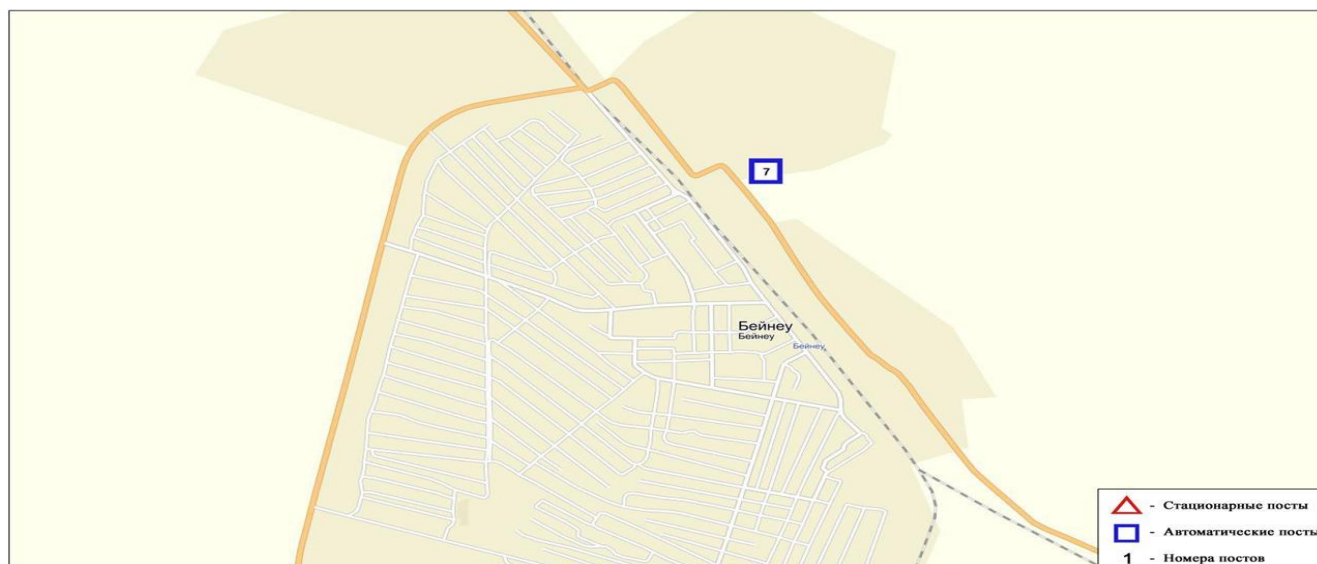 7
Бейнеу
Бейнеу
Бейнеу
- Стационарные посты
- Автоматические посты
1 - Номера постов